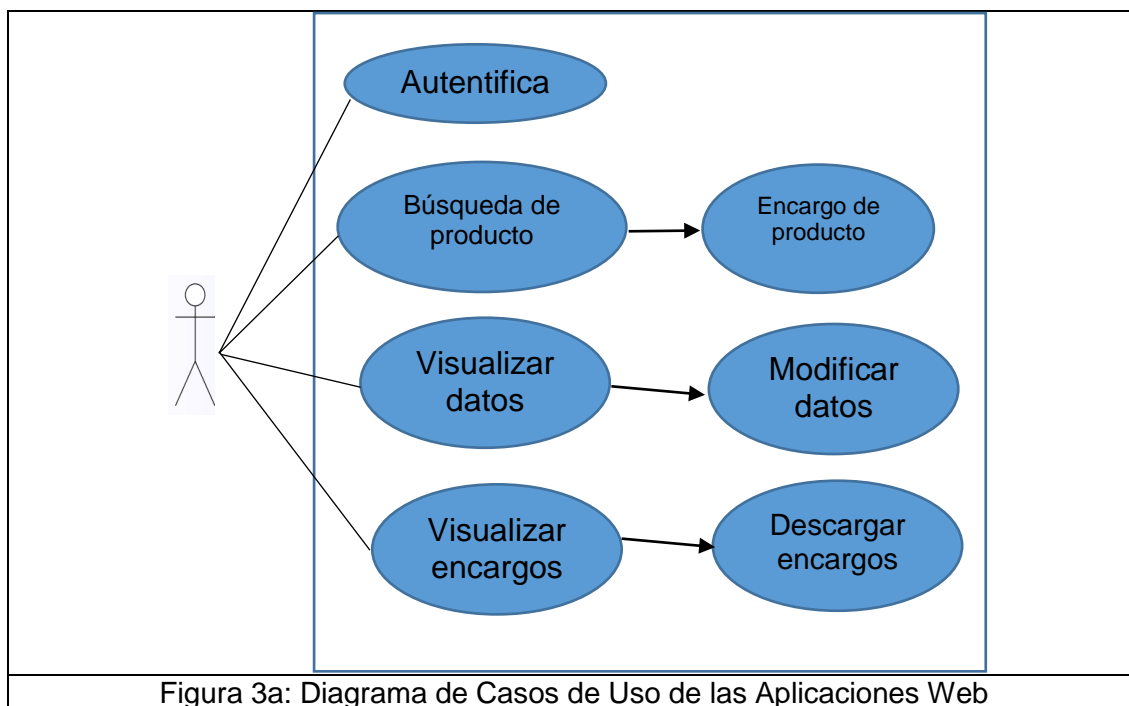 Autentifica
Búsqueda de
producto
Encargo de
producto
Visualizar
datos
Modificar
datos
Visualizar
encargos
Descargar
encargos
Figura 3a: Diagrama de Casos de Uso de las Aplicaciones Web